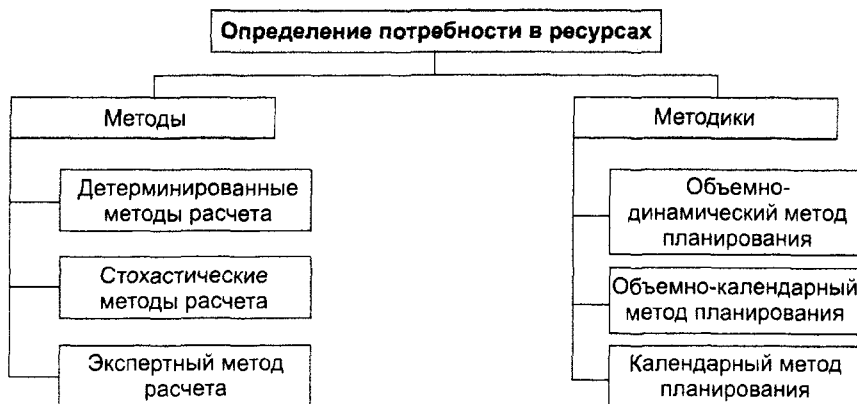 Определение потребности в ресурсах
Методы
Детерминированные
методы расчета
Стохастические
методы расчета
Экспертный метод
расчета
Методики
Объемно-
динамический метод
планирования
Объемно-календарный
метод планирования
Календарный метод
планирования